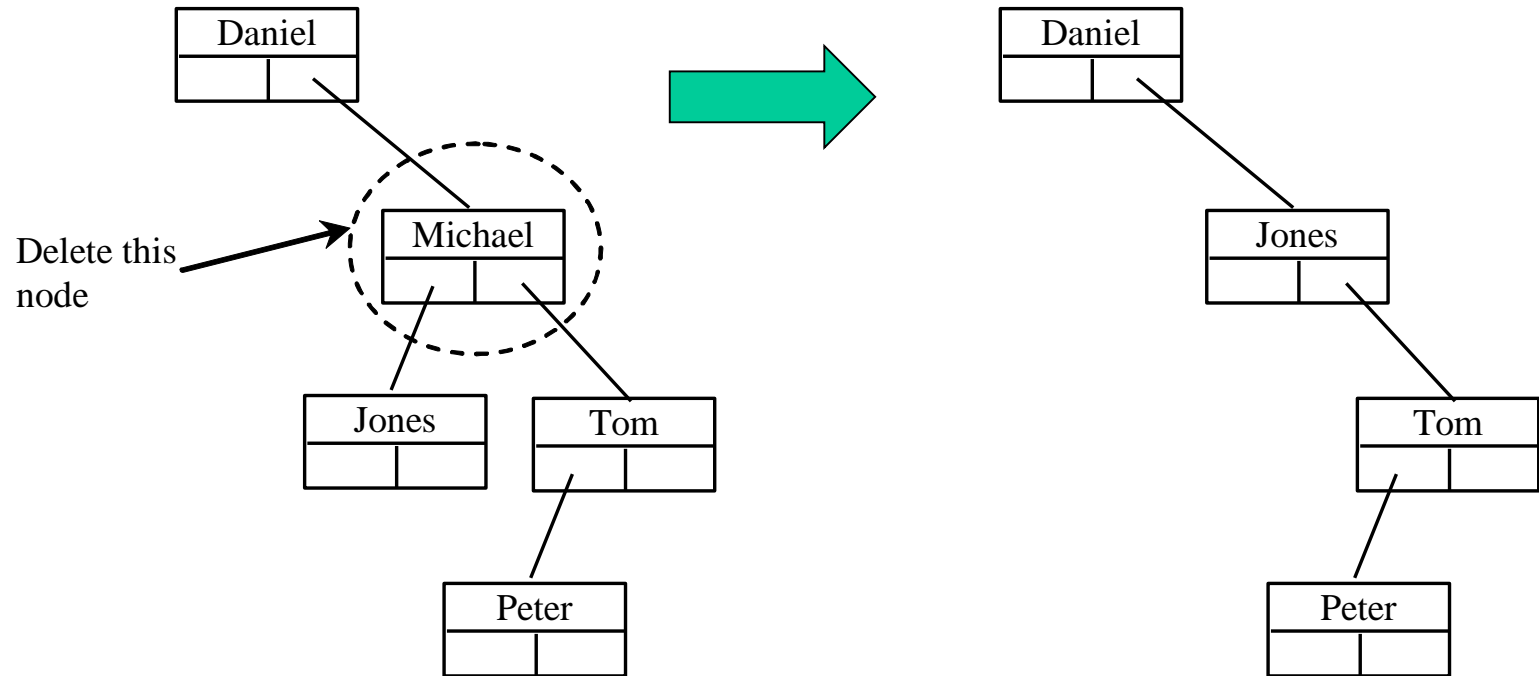 Daniel
Daniel
Michael
Jones
Delete this
node
Jones
Tom
Tom
Peter
Peter